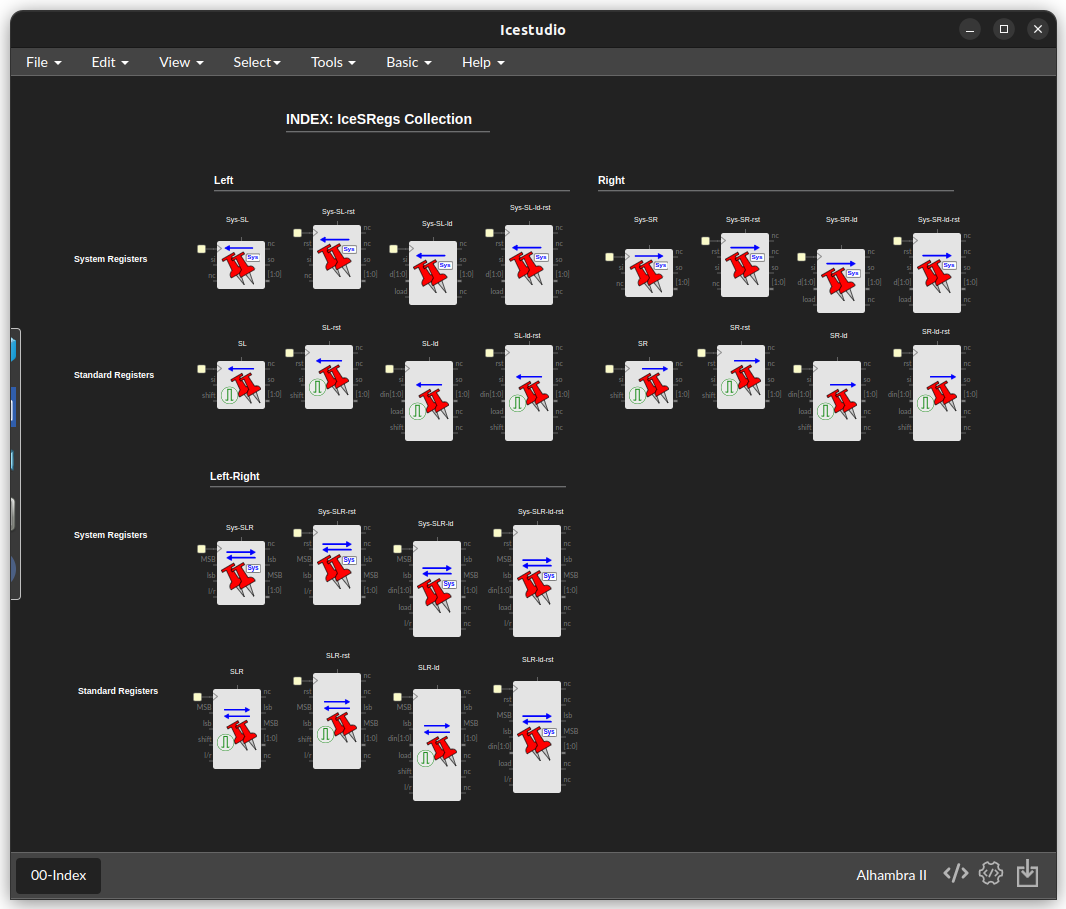 Icestudio
File Edit View Select Tools Basic Help
INDEX: IceSRegs Collection
Left
Right
Sys-SL Sys-SL-rst Sys-SL-ld Sys-SL-ld-rst Sys-SR Sys-SR-rst Sys-SR-ld Sys-SR-ld-rst
System Registers
SL SL-rst SL-ld SL-ld-rst SR SR-rst SR-ld SR-ld-rst
Standard Registers
Left-Right
Sys-SLR Sys-SLR-rst Sys-SLR-ld Sys-SLR-ld-rst
System Registers
SLR SLR-rst SLR-ld SLR-ld-rst
Standard Registers
00-Index
Alhambra II